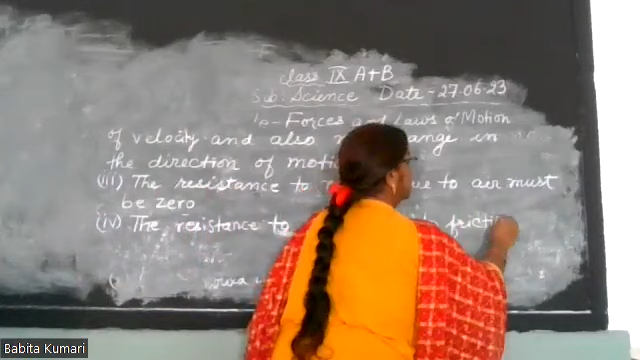 class IX A+B
Sub: Science Date-27.06.23
Forces and Laws of Motion
of velocity and also change in
the direction of
(iii) The resistance to due to air must
be zero
(iv) The resistance to fricti
Babita Kumari